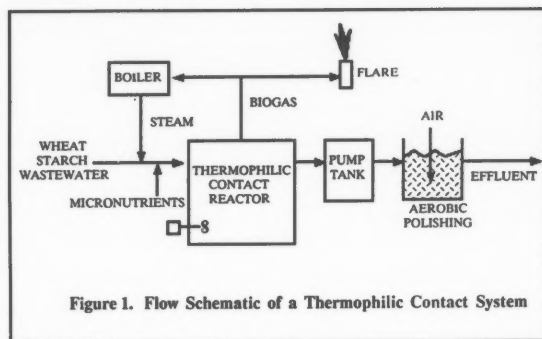 FLARE
BOILER
BIOGAS
STEAM
AIR
WHEAT
STARCH
WASTEWATER
THERMOPHILIC
CONTACT
REACTOR
PUMP
TANK
EFFLUENT
MICRONUTRIENTS
AEROBIC
POLISHING
Figure 1. Flow Schematic of a Thermophilic Contact System